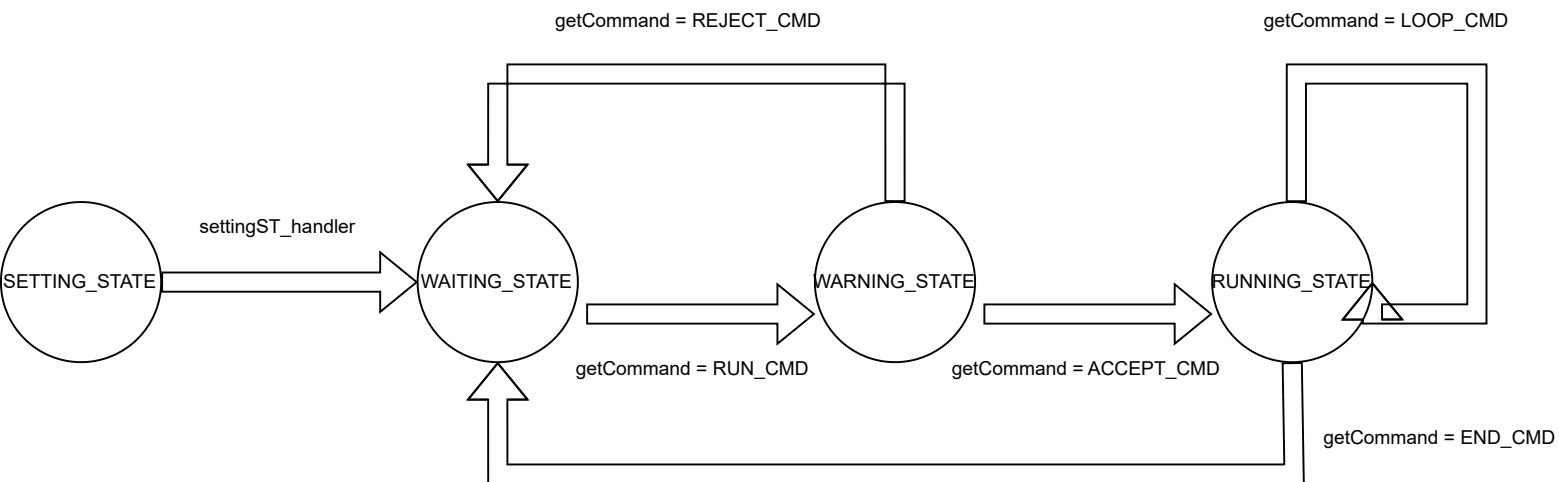 getCommand = REJECT_CMD
getCommand = LOOP_CMD
settingST_handler
SETTING_STATE
WAITING_STATE
WARNING_STATE
RUNNING_STATE
getCommand = RUN_CMD
getCommand = ACCEPT_CMD
getCommand = END_CMD